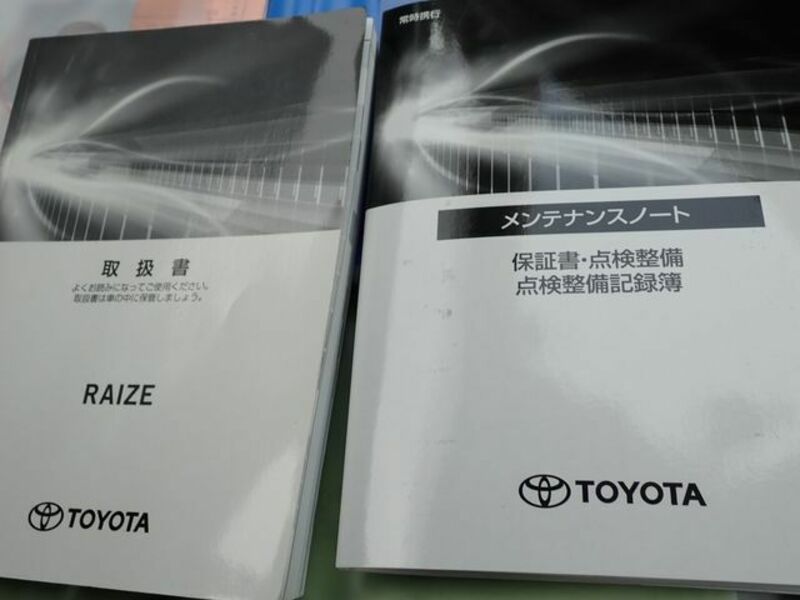 取扱書
よくお読みになってご使用ください。
取扱書は車の中に保管しましょう。
RAIZE
TOYOTA
常時携行
メンテナンスノート
保証書・点検整備
点検整備記録簿
TOYOTA